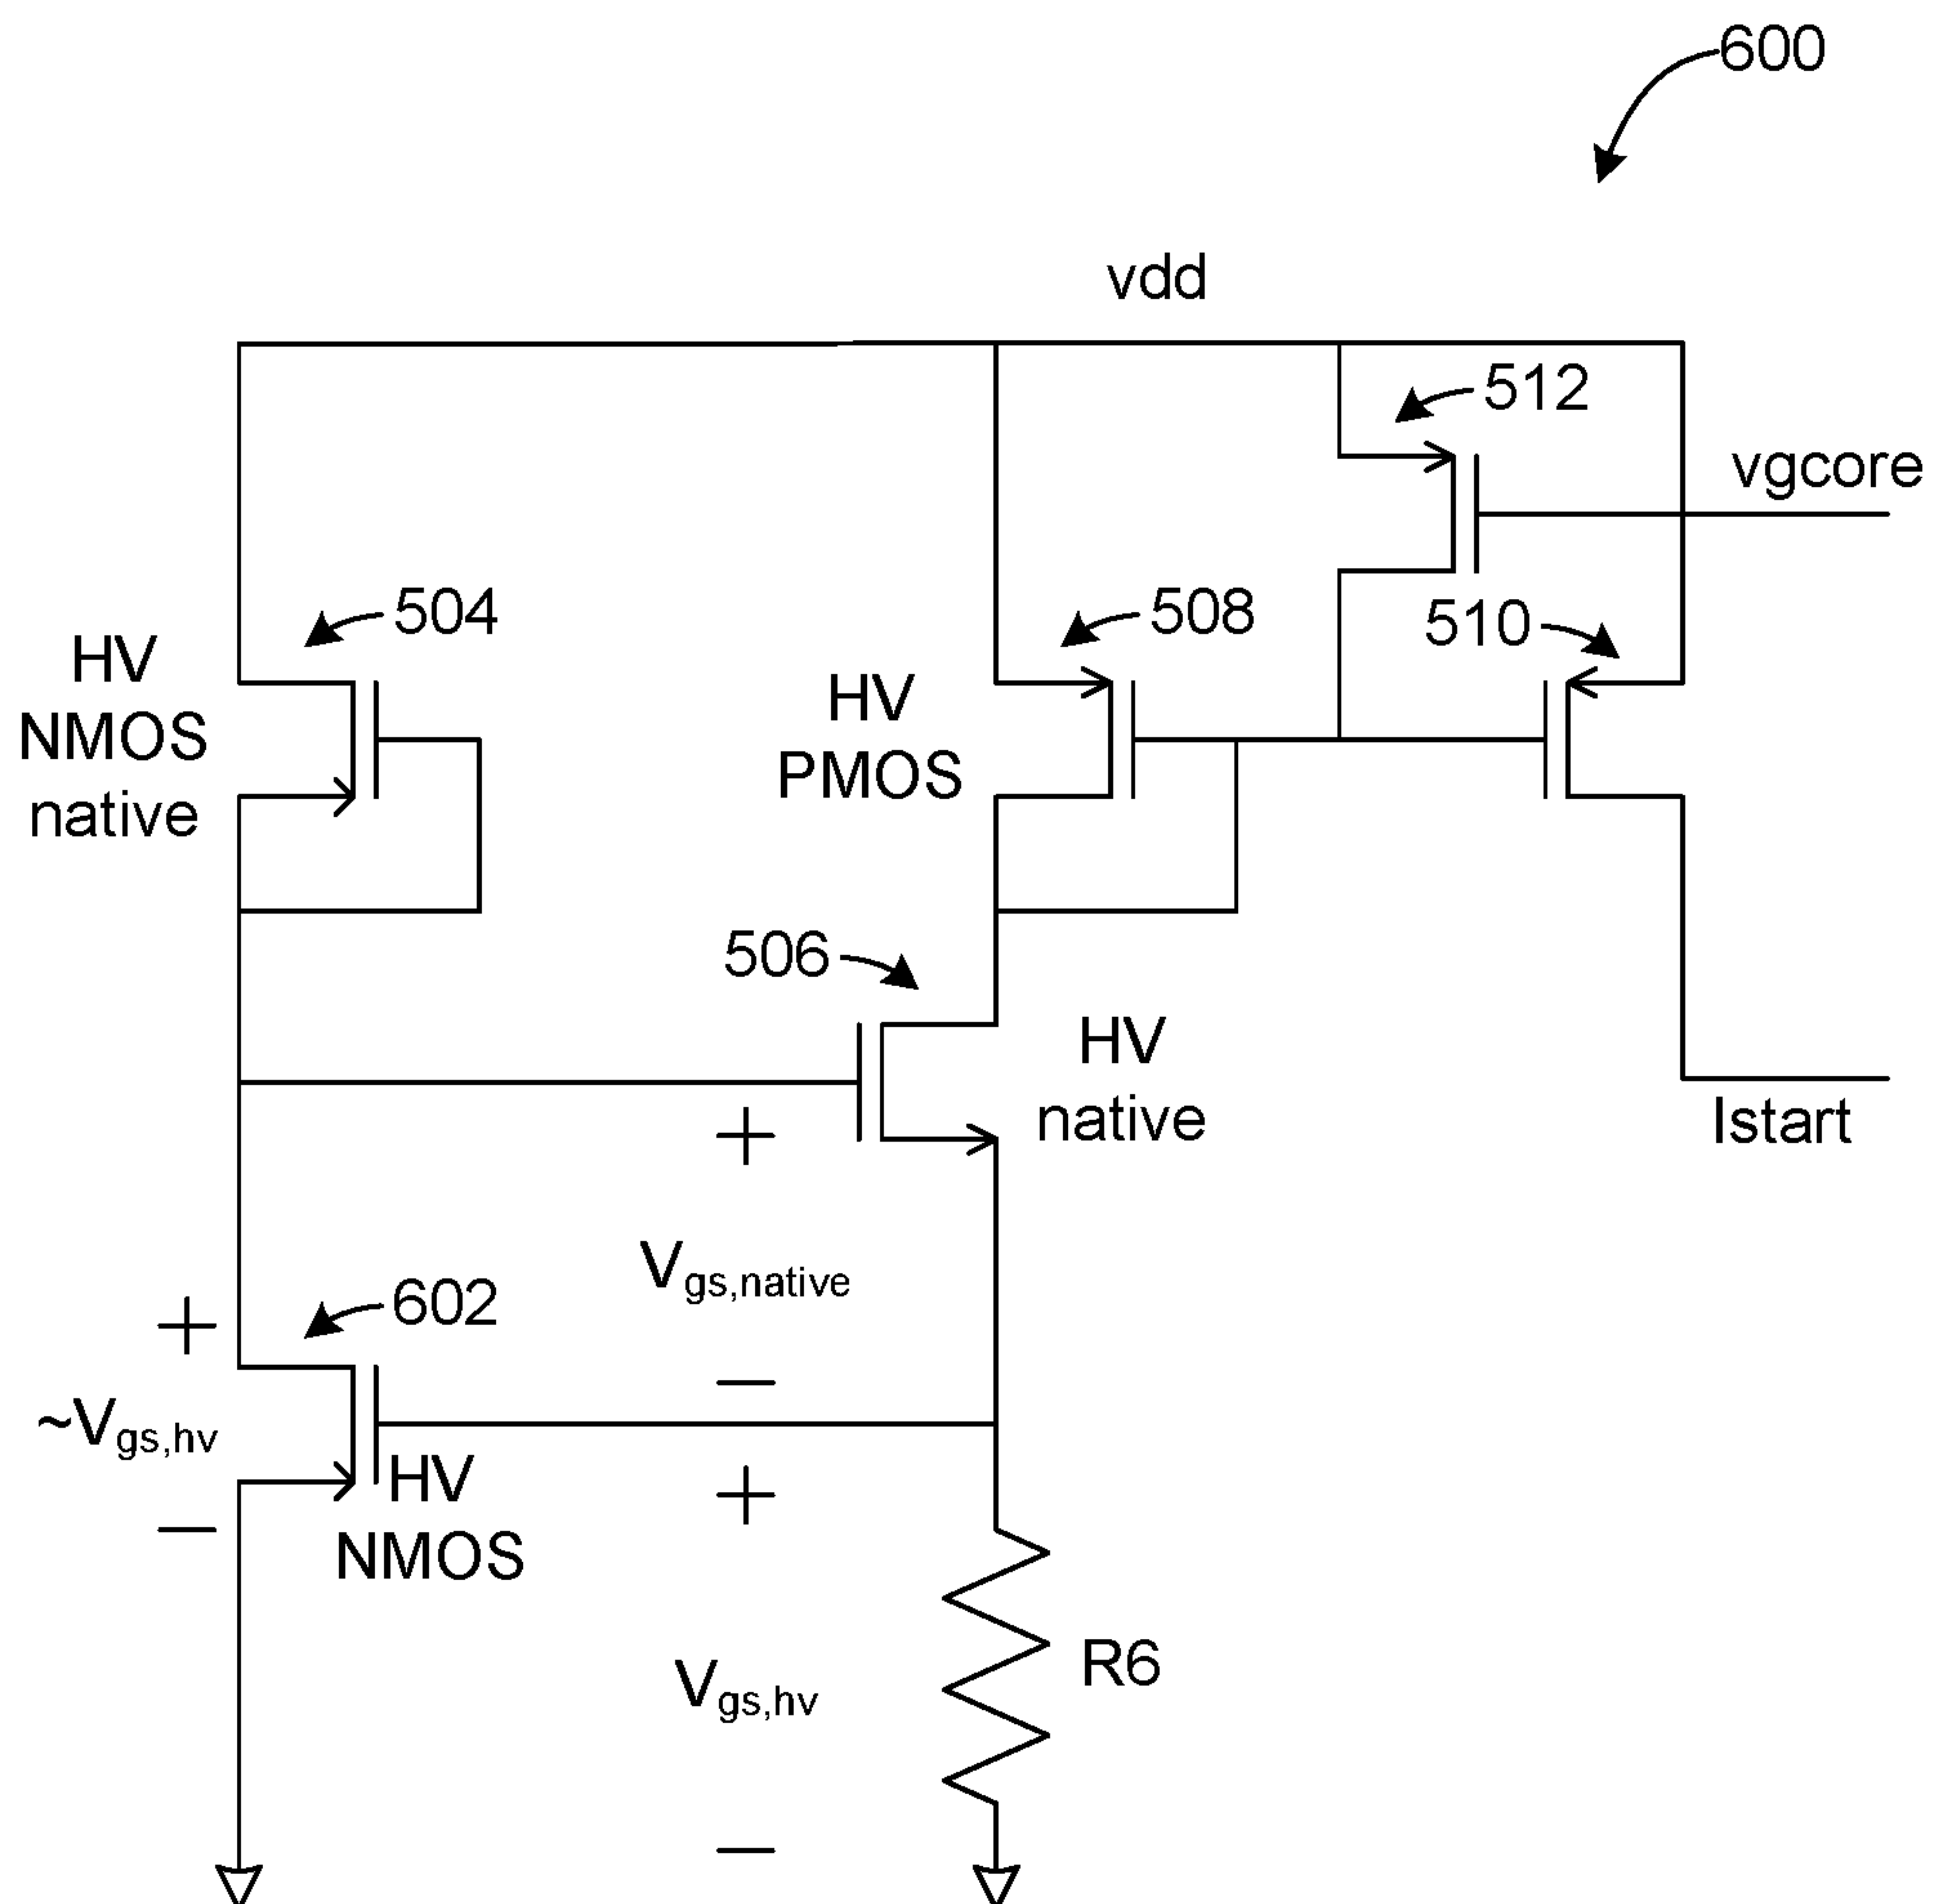 600
vdd
512
vgcore
504
508
510
HV
NMOS
native
HV
PMOS
506
HV
native
Istart
+
Vgs,native
−
602
+
~Vgs,hv
−
HV
NMOS
+
Vgs,hv
−
R6